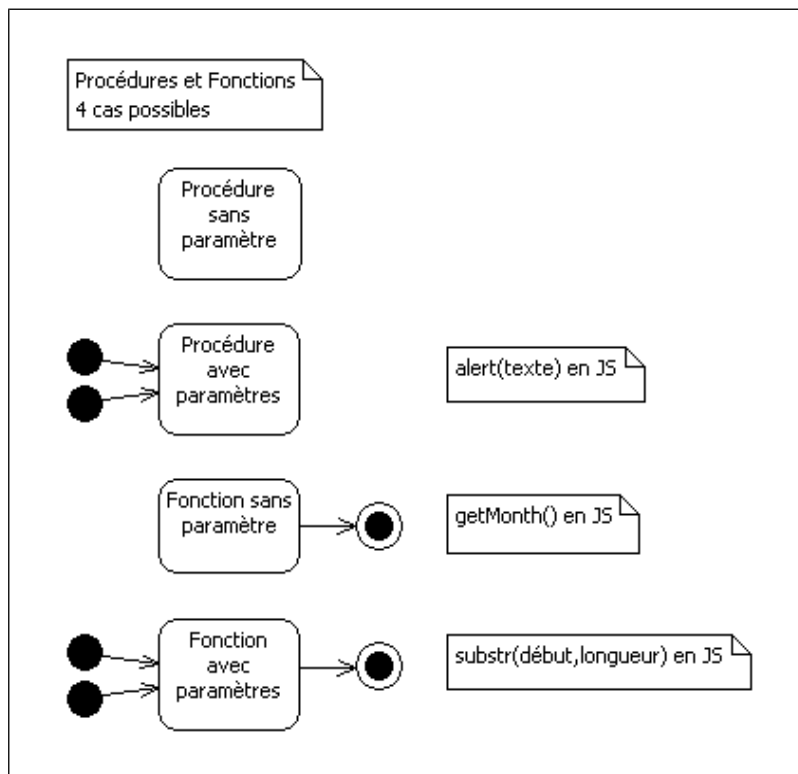 Procédures et Fonctions
4 cas possibles
Procédure
sans
paramètre
Procédure
avec
paramètres
alert(texte) en JS
Fonction sans
paramètre
getMonth() en JS
Fonction
avec
paramètres
substr(début,longueur) en JS